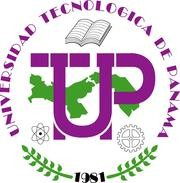 UNIVERSIDAD TECNOLOGICA DE PANAMA
UTP
1981